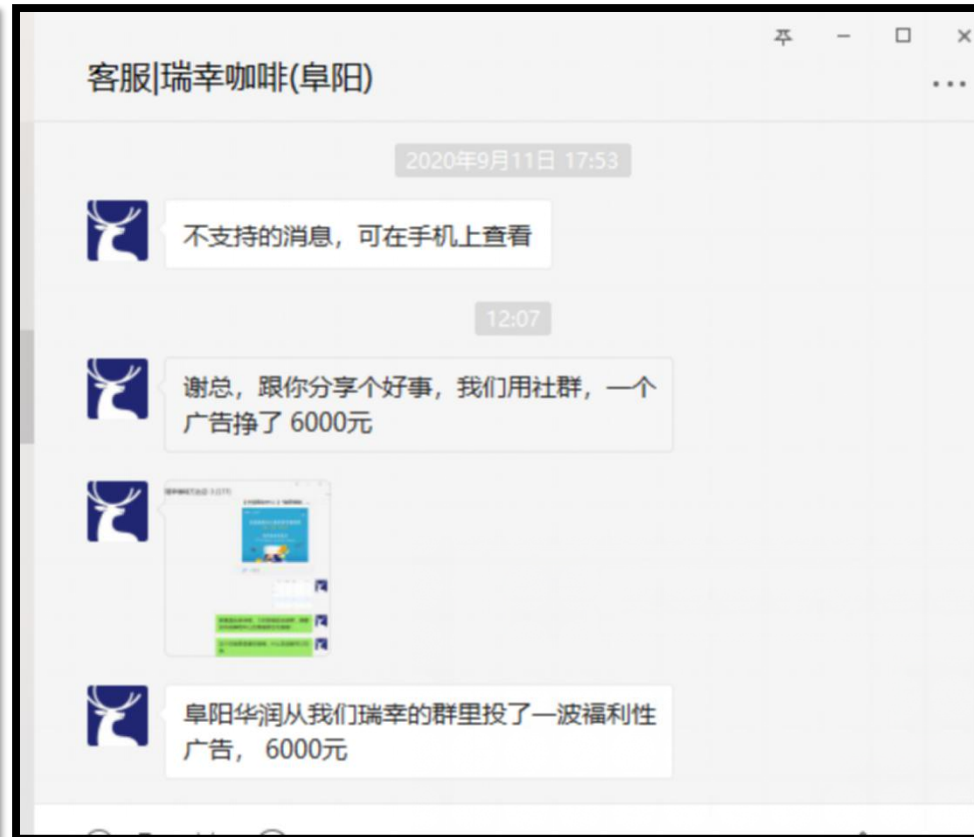 客服|瑞幸咖啡(阜阳)
2020年9月11日 17:53
不支持的消息，可在手机上查看
12:07
谢总，跟你分享个好事，我们用社群，一个
广告挣了 6000元
阜阳华润从我们瑞幸的群里投了一波福利性
广告， 6000元